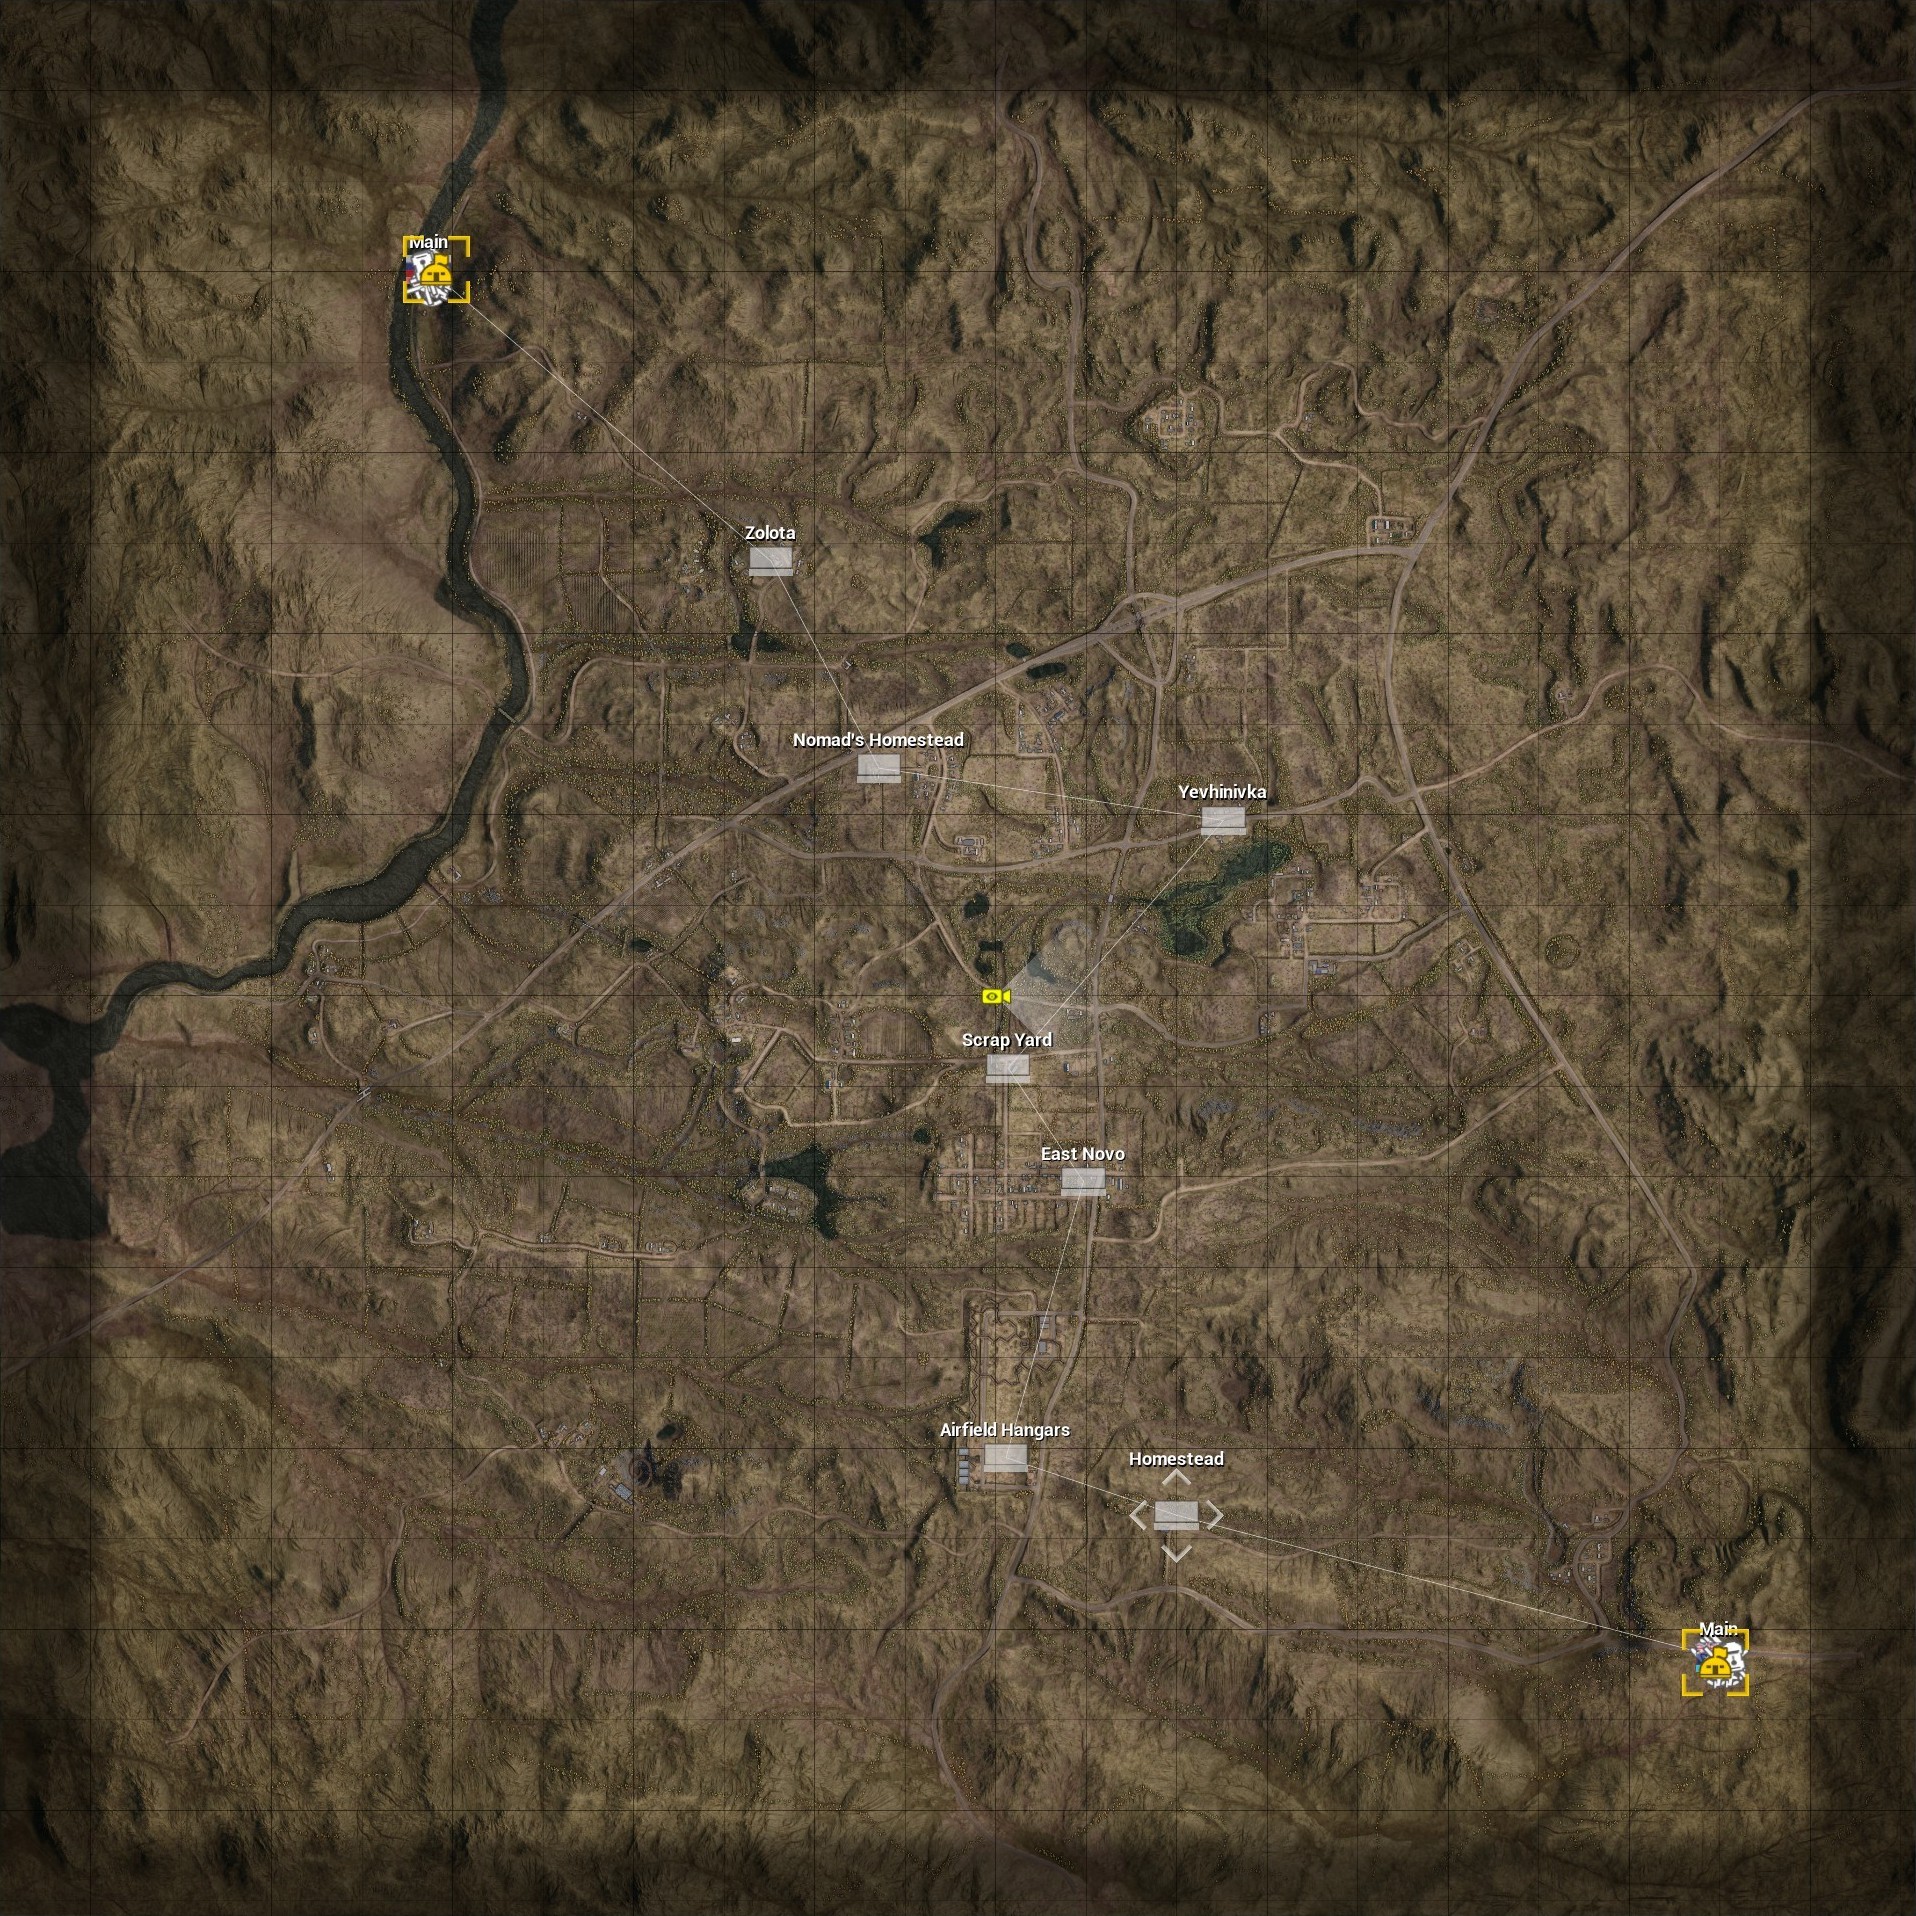 Main
Zolota
Nomad's Homestead
Yevhinivka
Scrap Yard
East Novo
Airfield Hangars
Homestead
Main